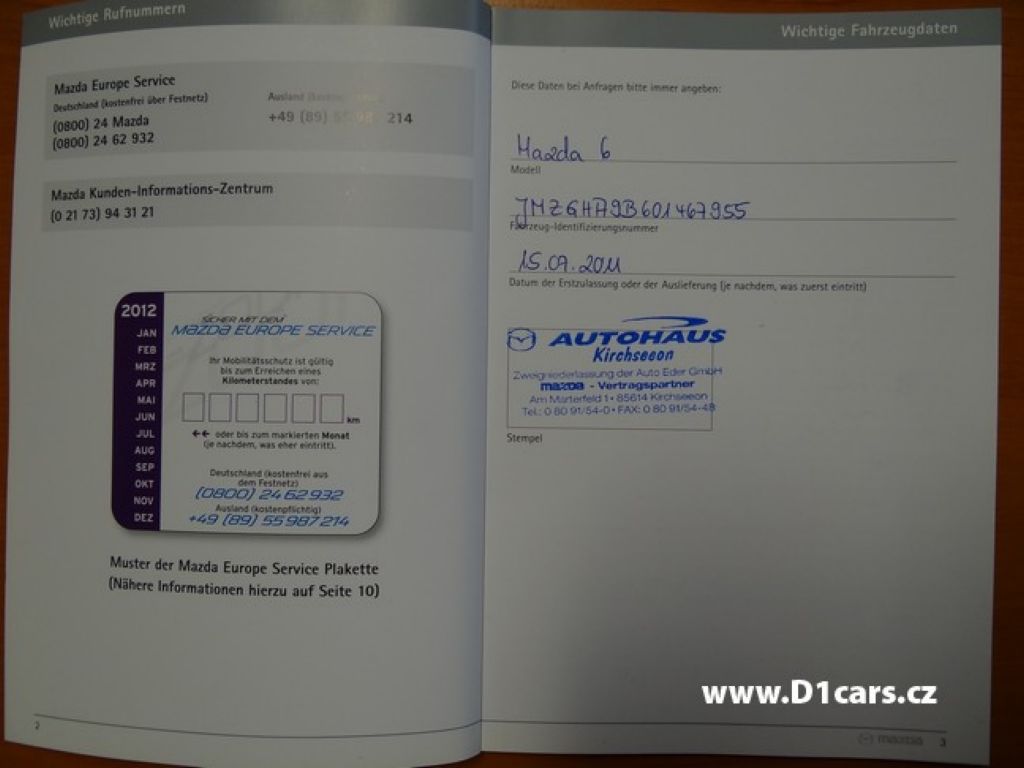 Wichtige Rufnummern
Mazda Europe Service
Deutschland (kostenfrei über Festnetz)
(0800) 24 Mazda
(0800) 24 62 932
Ausland
+49 (89) 55 987 214
Mazda Kunden-Informations-Zentrum
(0 21 73) 94 31 21
2012
JAN
FEB
MRZ
APR
MAI
JUN
JUL
AUG
SEP
OKT
NOV
DEZ
SICHER MIT DEM
MAZDA EUROPE SERVICE
Ihr Mobilitätsschutz ist gültig
bis zum Erreichen eines
Kilometerstandes von:
km
←← oder bis zum markierten Monat
(je nachdem, was eher eintritt).
Deutschland (kostenfrei aus
dem Festnetz)
(0800) 24 62 932
Ausland (kostenpflichtig)
+49 (89) 55 987 214
Muster der Mazda Europe Service Plakette
(Nähere Informationen hierzu auf Seite 10)
2
Wichtige Fahrzeugdaten
Diese Daten bei Anfragen bitte immer angeben:
Mazda 6
Modell
JMZGHA9B601467955
Fahrzeug-Identifizierungsnummer
15.07.2011
Datum der Erstzulassung oder der Auslieferung (je nachdem, was zuerst eintritt)
AUTOHAUS
Kirchseeon
Zweigniederlassung der Auto Eder GmbH
mazda - Vertragspartner
Am Marterfeld 1 • 85614 Kirchseeon
Tel.: 0 80 91/54-0 • FAX: 0 80 91/54-48
Stempel
www.D1cars.cz
mazda 3